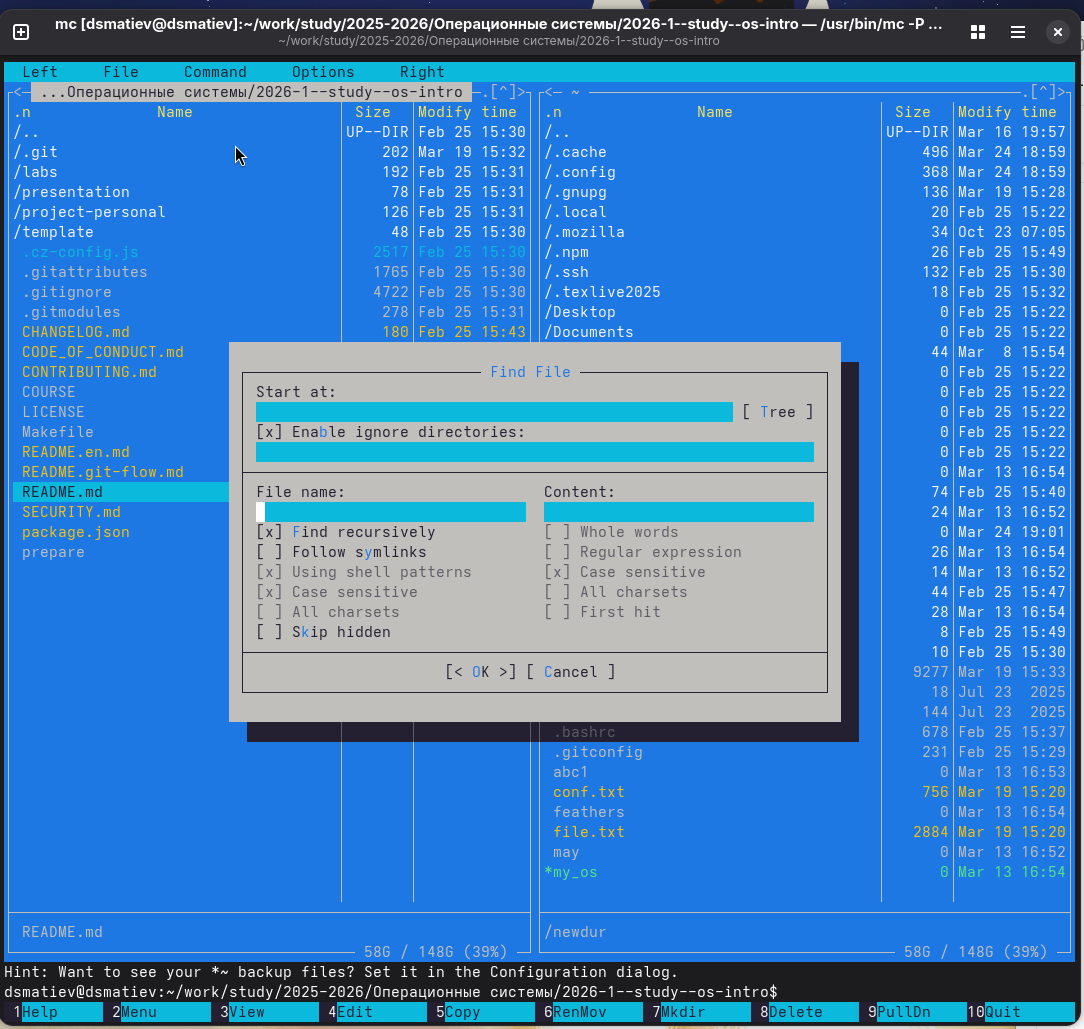 mc [dsmatiev@dsmatiev]:~/work/study/2025-2026/Операционные системы/2026-1--study--os-intro — /usr/bin/mc -P ...
~/work/study/2025-2026/Операционные системы/2026-1--study--os-intro
Left File Command Options Right
<— ...Операционные системы/2026-1--study--os-intro —.[^]> <— ~ —.[^]>
.n Name Size Modify time .n Name Size Modify time
/.. UP--DIR Feb 25 15:30 /.. UP--DIR Mar 16 19:57
/.git 202 Mar 19 15:32 /.cache 496 Mar 24 18:59
/labs 192 Feb 25 15:31 /.config 368 Mar 24 18:59
/presentation 78 Feb 25 15:31 /.gnupg 136 Mar 19 15:28
/project-personal 126 Feb 25 15:31 /.local 20 Feb 25 15:22
/template 48 Feb 25 15:30 /.mozilla 34 Oct 23 07:05
.cz-config.js 2517 Feb 25 15:30 /.npm 26 Feb 25 15:49
.gitattributes 1765 Feb 25 15:30 /.ssh 132 Feb 25 15:30
.gitignore 4722 Feb 25 15:30 /.texlive2025 18 Feb 25 15:32
.gitmodules 278 Feb 25 15:31 /Desktop 0 Feb 25 15:22
CHANGELOG.md 180 Feb 25 15:43 /Documents 0 Feb 25 15:22
CODE_OF_CONDUCT.md 44 Mar 8 15:54
CONTRIBUTING.md Find File 0 Feb 25 15:22
COURSE Start at: 0 Feb 25 15:22
LICENSE [ Tree ] 0 Feb 25 15:22
Makefile [x] Enable ignore directories: 0 Feb 25 15:22
README.en.md 0 Feb 25 15:22
README.git-flow.md 0 Mar 13 16:54
README.md File name: Content: 74 Feb 25 15:40
SECURITY.md 24 Mar 13 16:52
package.json [x] Find recursively [ ] Whole words 0 Mar 24 19:01
prepare [ ] Follow symlinks [ ] Regular expression 26 Mar 13 16:54
[x] Using shell patterns [x] Case sensitive 14 Mar 13 16:52
[x] Case sensitive [ ] All charsets 44 Feb 25 15:47
[ ] All charsets [ ] First hit 28 Mar 13 16:54
[ ] Skip hidden 8 Feb 25 15:49
10 Feb 25 15:30
[< OK >] [ Cancel ] 9277 Mar 19 15:33
18 Jul 23 2025
144 Jul 23 2025
.bashrc 678 Feb 25 15:37
.gitconfig 231 Feb 25 15:29
abc1 0 Mar 13 16:53
conf.txt 756 Mar 19 15:20
feathers 0 Mar 13 16:54
file.txt 2884 Mar 19 15:20
may 0 Mar 13 16:52
*my_os 0 Mar 13 16:54
README.md /newdur
58G / 148G (39%) 58G / 148G (39%)
Hint: Want to see your *~ backup files? Set it in the Configuration dialog.
dsmatiev@dsmatiev:~/work/study/2025-2026/Операционные системы/2026-1--study--os-intro$
1Help 2Menu 3View 4Edit 5Copy 6RenMov 7Mkdir 8Delete 9PullDn 10Quit